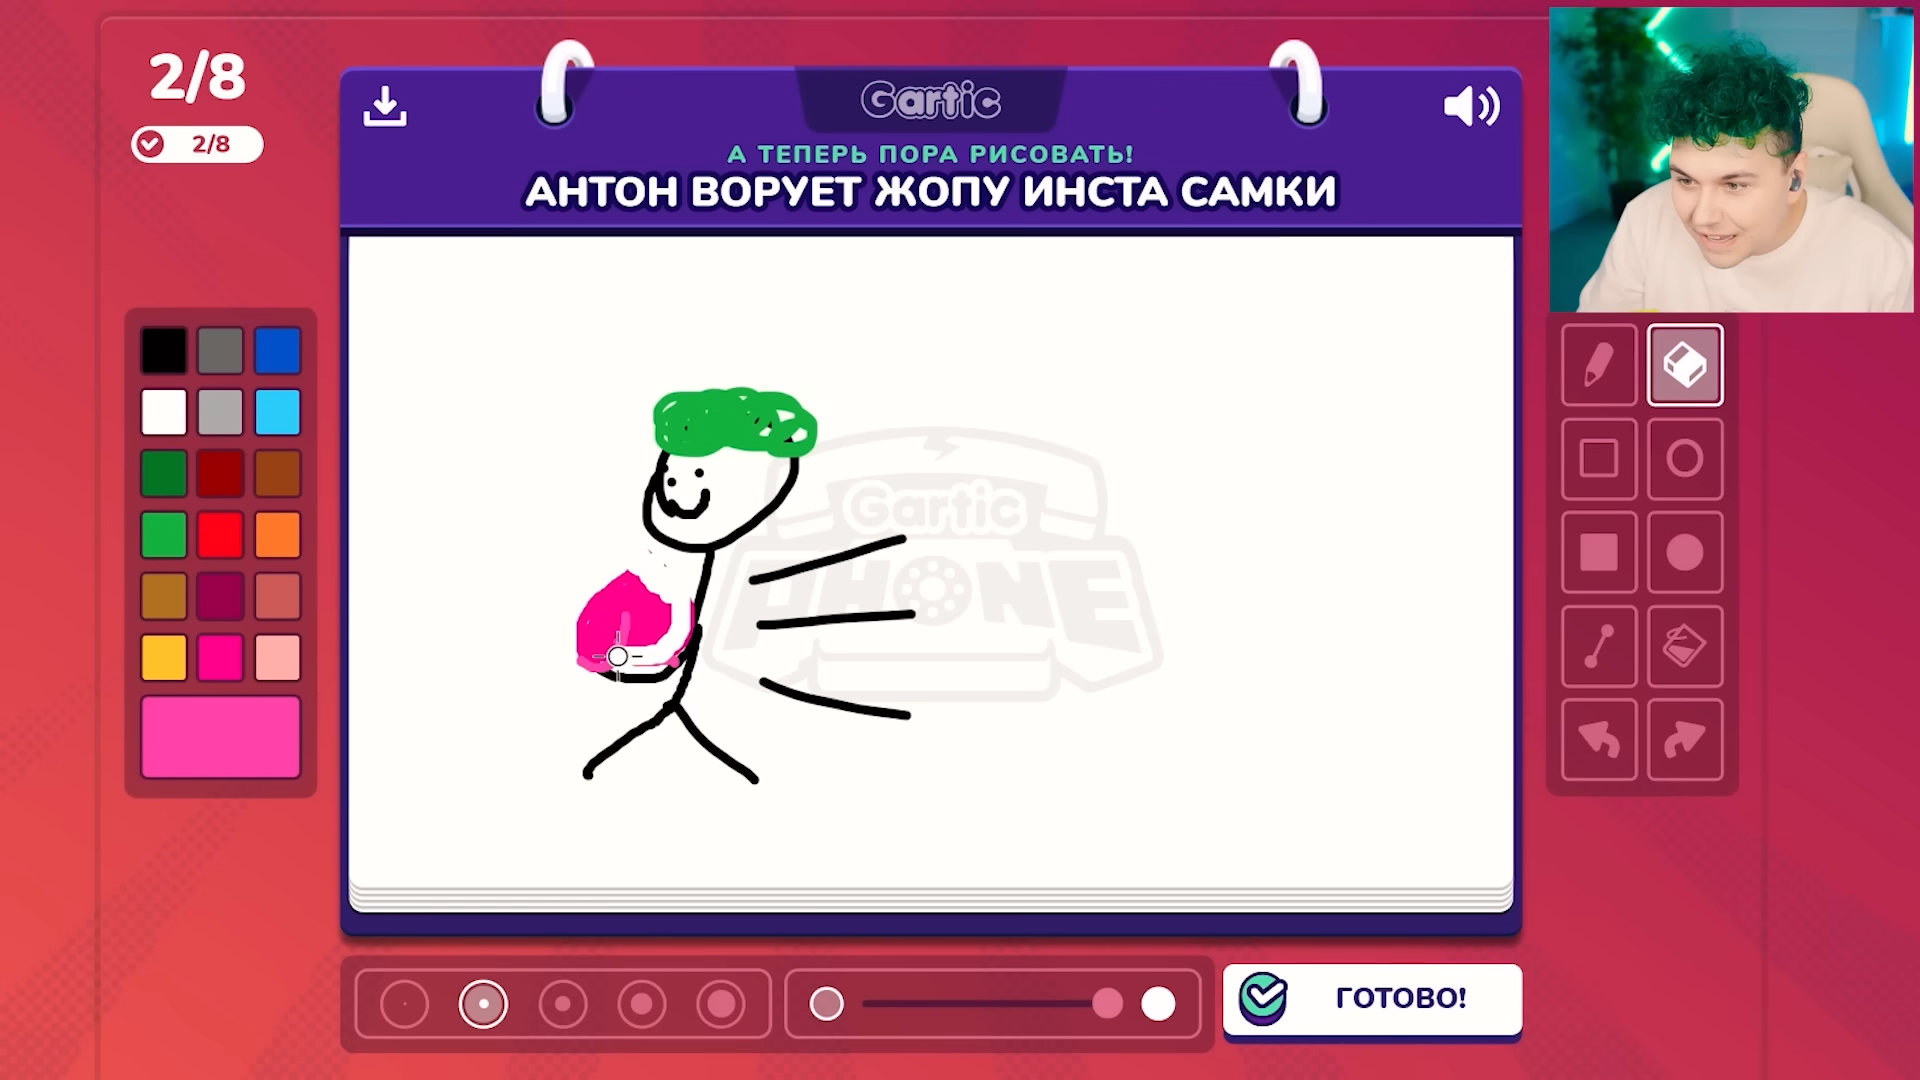 2/8
2/8
Gartic
А ТЕПЕРЬ ПОРА РИСОВАТЬ!
АНТОН ВОРУЕТ ЖОПУ ИНСТА САМКИ
Gartic
PHONE
ГОТОВО!